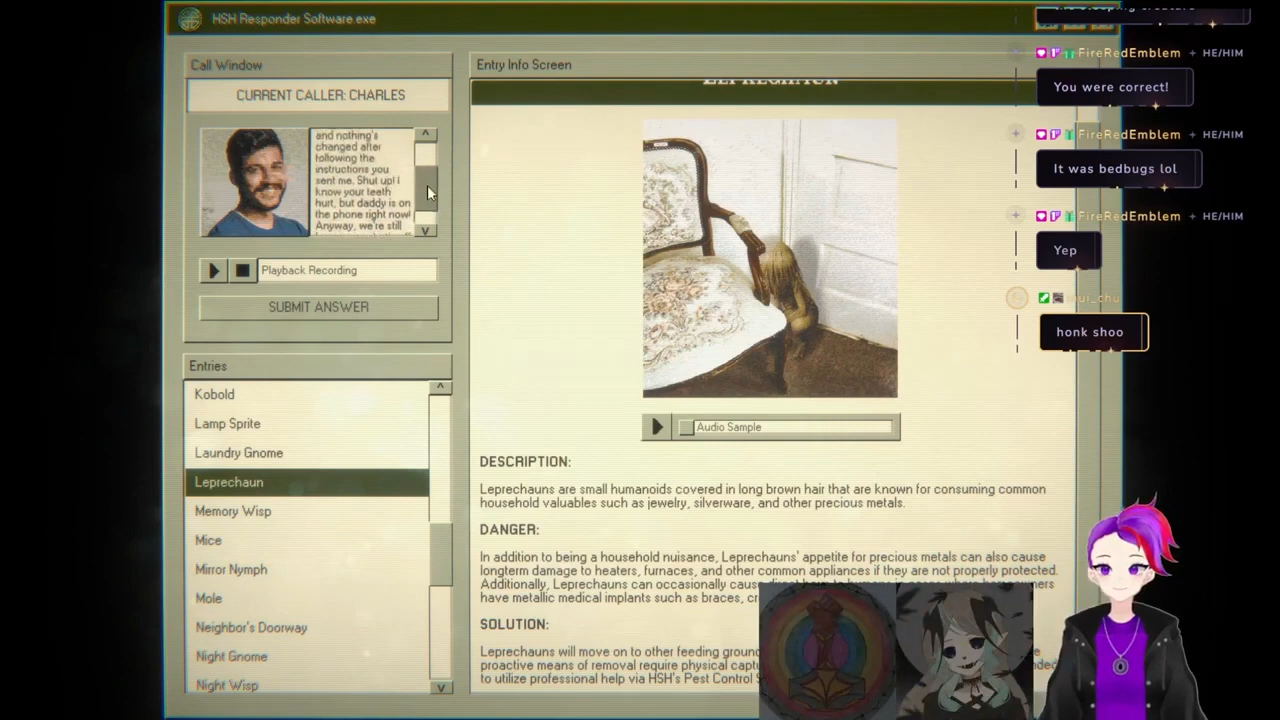 HSH Responder Software.exe
Call Window
CURRENT CALLER: CHARLES
and nothing's
changed after
following the
instructions you
sent me. Shut up! I
know your teeth
hurt, but daddy is on
the phone right now!
Anyway, we're still
Playback Recording
SUBMIT ANSWER
Entries
Kobold
Lamp Sprite
Laundry Gnome
Leprechaun
Memory Wisp
Mice
Mirror Nymph
Mole
Neighbor's Doorway
Night Gnome
Night Wisp
Entry Info Screen
LEPRECHAUN
Audio Sample
DESCRIPTION:
Leprechauns are small humanoids covered in long brown hair that are known for consuming common
household valuables such as jewelry, silverware, and other precious metals.
DANGER:
In addition to being a household nuisance, Leprechauns' appetite for precious metals can also cause
longterm damage to heaters, furnaces, and other common appliances if they are not properly protected.
Additionally, Leprechauns can occasionally cause
have metallic medical implants such as braces,
SOLUTION:
Leprechauns will move on to other feeding
proactive means of removal require physical
to utilize professional help via HSH's Pest Control
FireRedEmblem + HE/HIM
You were correct!
FireRedEmblem + HE/HIM
It was bedbugs lol
FireRedEmblem + HE/HIM
Yep
honk shoo